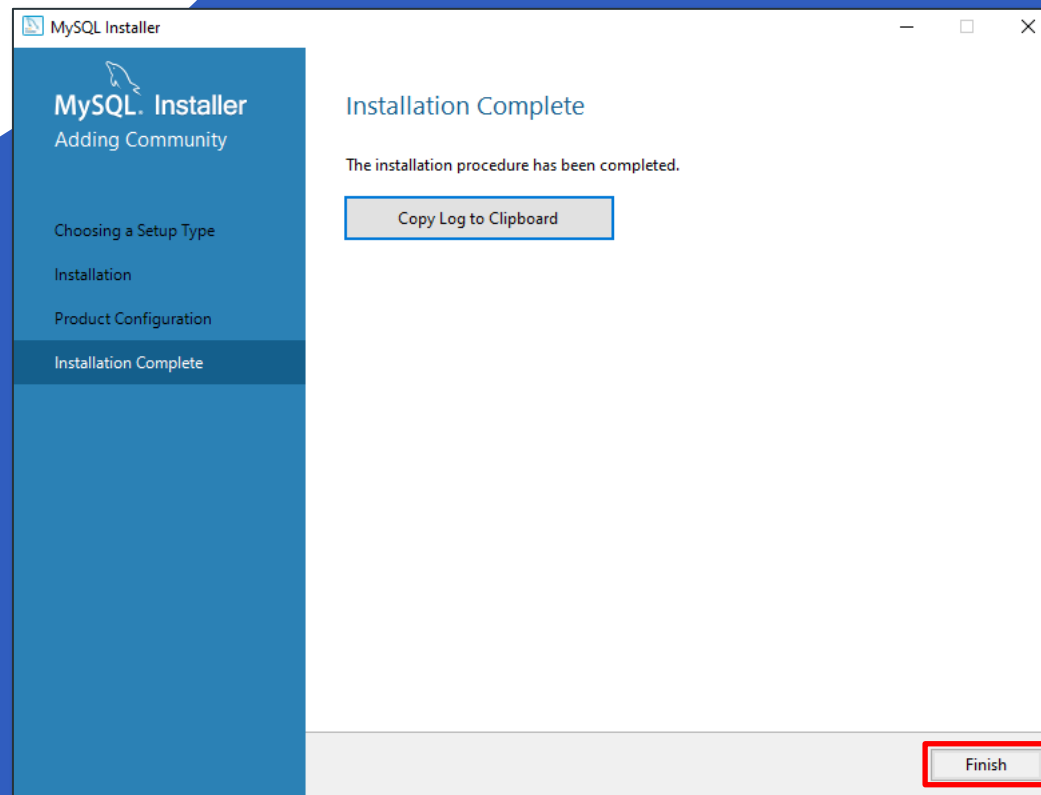 MySQL Installer
MySQL. Installer
Adding Community
Choosing a Setup Type
Installation
Product Configuration
Installation Complete
Installation Complete
The installation procedure has been completed.
Copy Log to Clipboard
Finish